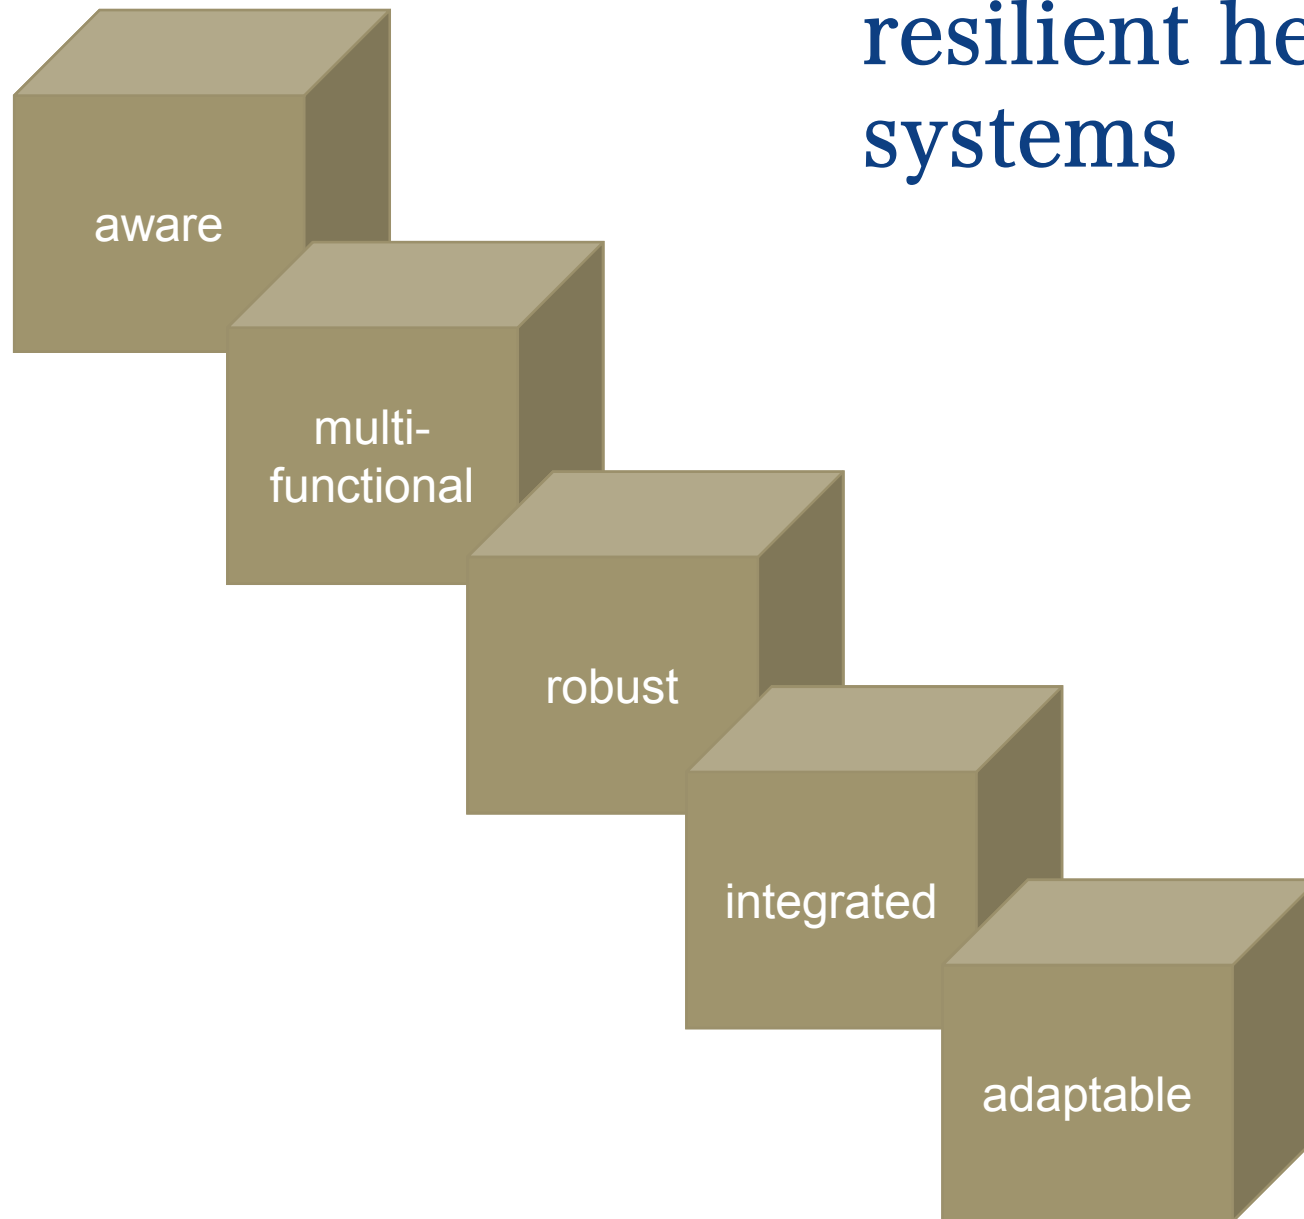 resilient he
systems
aware
multi-
functional
robust
integrated
adaptable